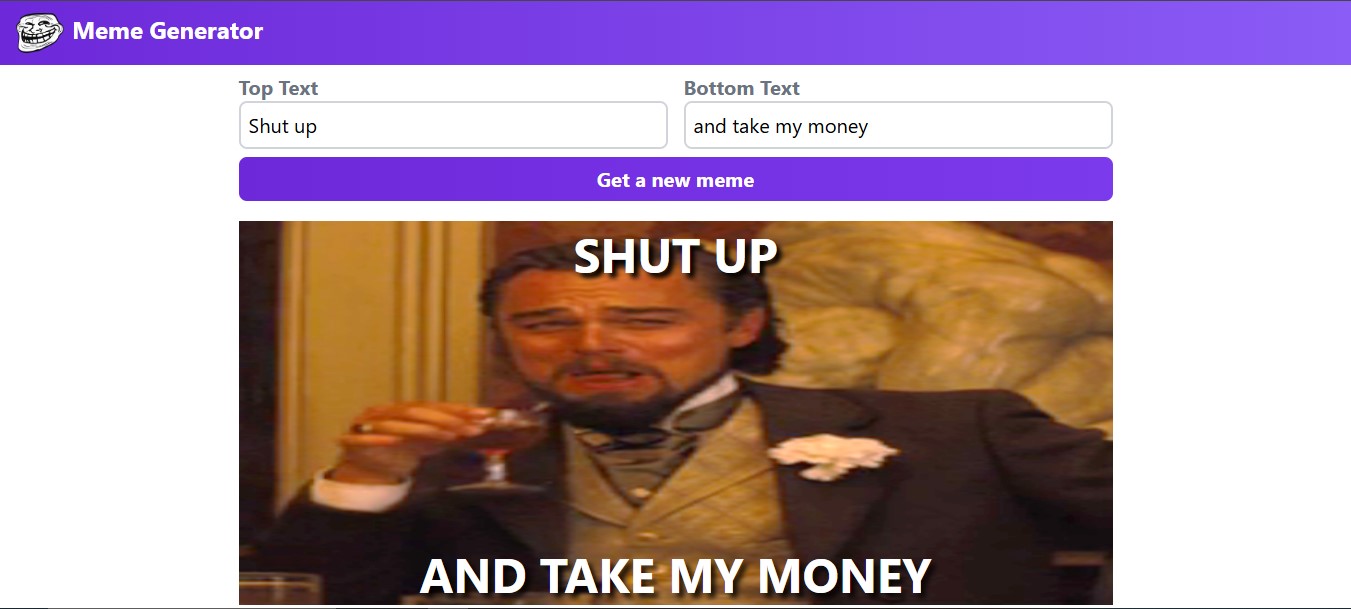 Meme Generator
Top Text
Bottom Text
Shut up
and take my money
Get a new meme
SHUT UP
AND TAKE MY MONEY